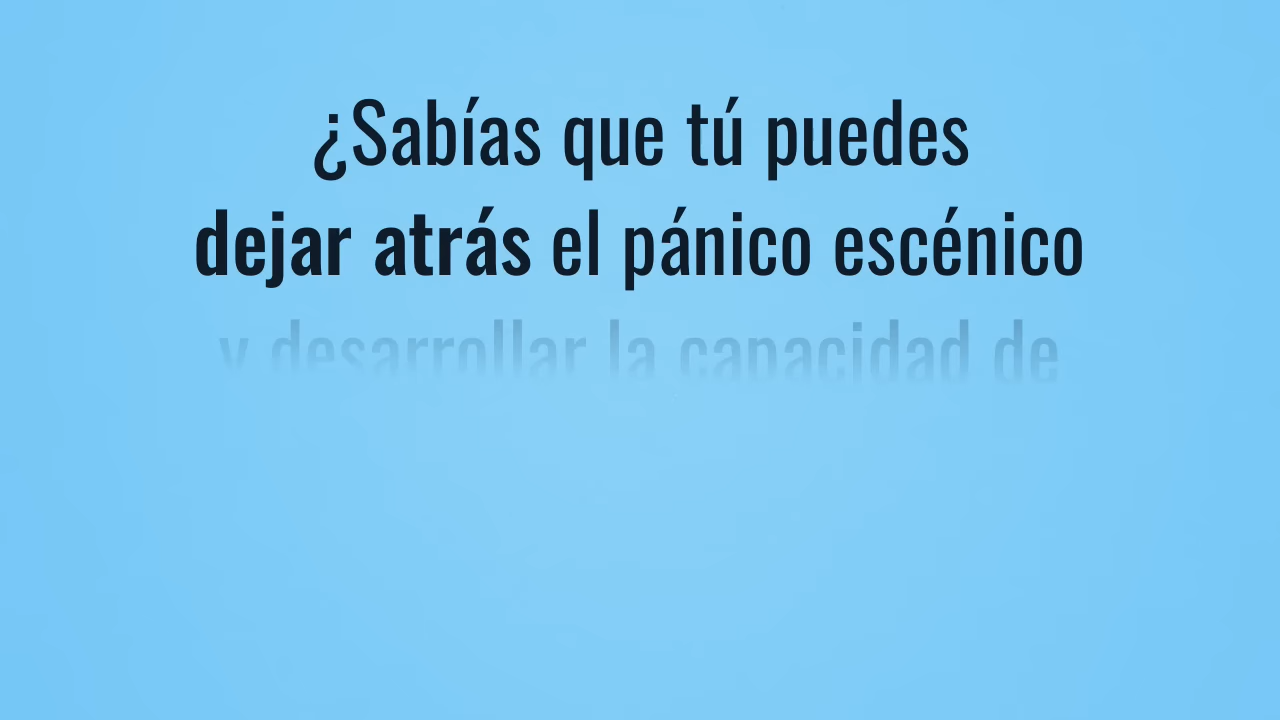 ¿Sabías que tú puedes
dejar atrás el pánico escénico
y desarrollar la capacidad de